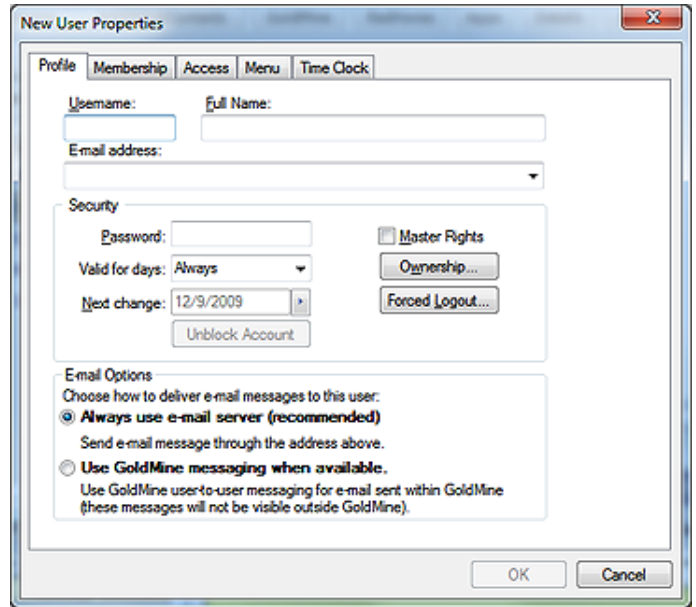 New User Properties
Profile Membership Access Menu Time Clock
Username: Full Name:
E-mail address:
Security
Password: Master Rights
Valid for days: Always Ownership...
Next change: 12/9/2009 Forced Logout...
Unblock Account
E-mail Options
Choose how to deliver e-mail messages to this user:
Always use e-mail server (recommended)
Send e-mail message through the address above.
Use GoldMine messaging when available.
Use GoldMine user-to-user messaging for e-mail sent within GoldMine
(these messages will not be visible outside GoldMine).
OK Cancel